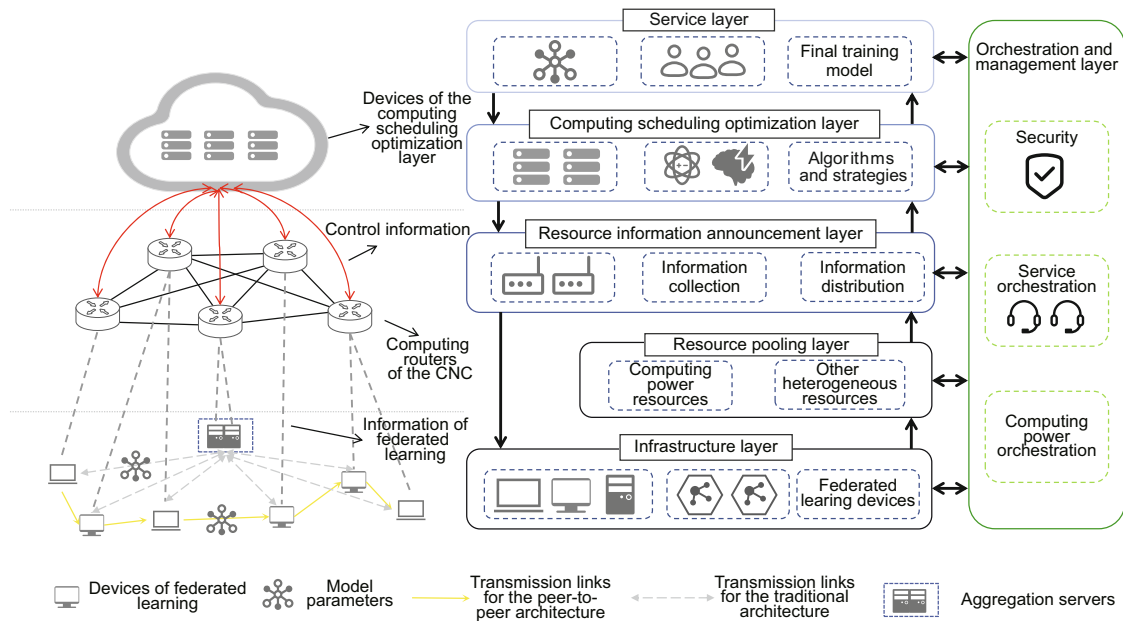 Devices of the
computing
scheduling
optimization
layer
Control information
Computing
routers
of the CNC
Information of
federated
learning
Service layer
Final training
model
Computing scheduling optimization layer
Algorithms
and strategies
Resource information announcement layer
Information
collection
Information
distribution
Resource pooling layer
Computing
power
resources
Other
heterogeneous
resources
Infrastructure layer
Federated
learing devices
Orchestration and
management layer
Security
Service
orchestration
Computing
power
orchestration
Devices of federated
learning
Model
parameters
Transmission links
for the peer-to-
peer architecture
Transmission links
for the traditional
architecture
Aggregation servers